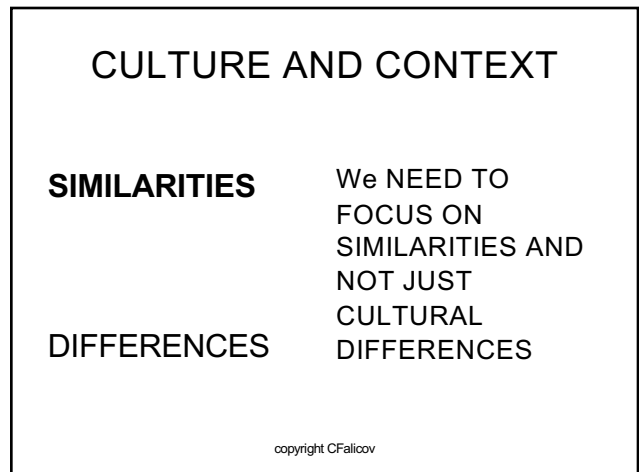 CULTURE AND CONTEXT
SIMILARITIES
DIFFERENCES
We NEED TO
FOCUS ON
SIMILARITIES AND
NOT JUST
CULTURAL
DIFFERENCES
copyright CFalicov